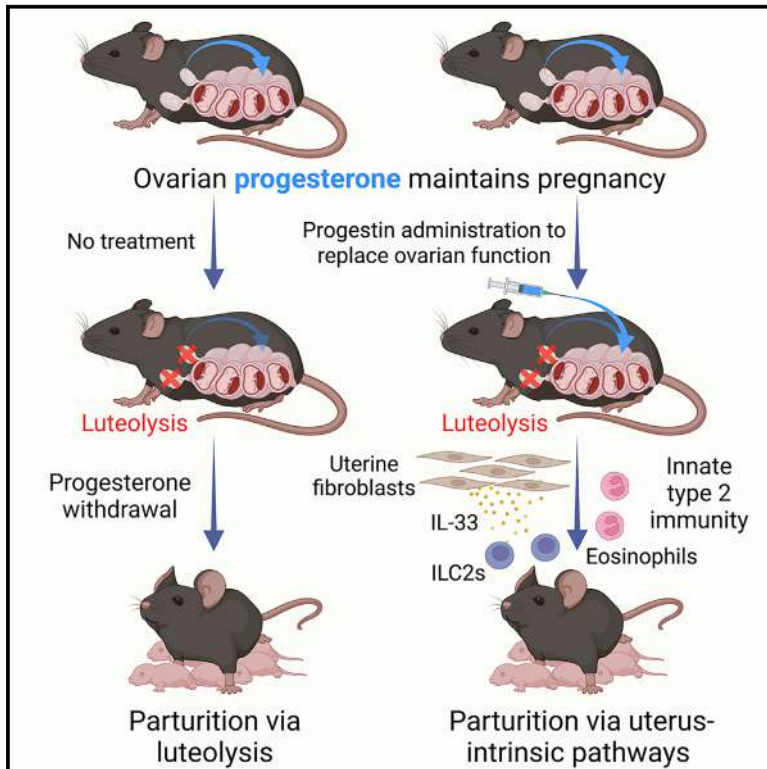 Ovarian progesterone maintains pregnancy
No treatment
Progestin administration to
replace ovarian function
Luteolysis
Luteolysis
Progesterone
withdrawal
Uterine
fibroblasts
IL-33
ILC2s
Innate
type 2
immunity
Eosinophils
Parturition via
luteolysis
Parturition via uterus-
intrinsic pathways